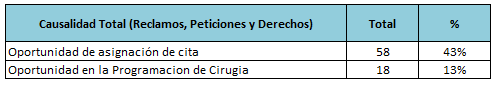 Causalidad Total (Reclamos, Peticiones y Derechos) Total %
Oportunidad de asignación de cita 58 43%
Oportunidad en la Programacion de Cirugia 18 13%